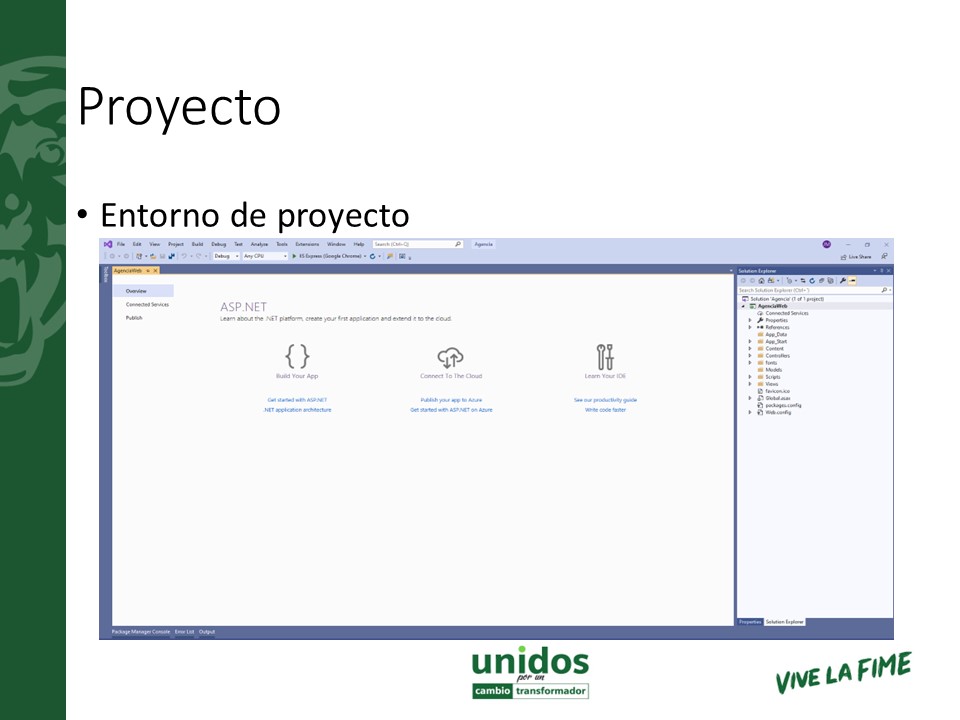 Proyecto
• Entorno de proyecto
File Edit View Project Build Debug Test Analyze Tools Extensions Window Help Search (Ctrl+Q) Agencia
Debug Any CPU IIS Express (Google Chrome) Live Share
Toolbox
AgenciaWeb
Overview
Connected Services
Publish
ASP.NET
Learn about the .NET platform, create your first application and extend it to the cloud.
Build Your App
Get started with ASP.NET
.NET application architecture
Connect To The Cloud
Publish your app to Azure
Get started with ASP.NET on Azure
Learn Your IDE
See our productivity guide
Write code faster
Solution Explorer
Search Solution Explorer (Ctrl+')
Solution 'Agencia' (1 of 1 project)
AgenciaWeb
Connected Services
Properties
References
App_Data
App_Start
Content
Controllers
fonts
Models
Scripts
Views
favicon.ico
Global.asax
packages.config
Web.config
Properties Solution Explorer
Package Manager Console Error List Output
unidos
por un
cambio transformador
VIVE LA FIME